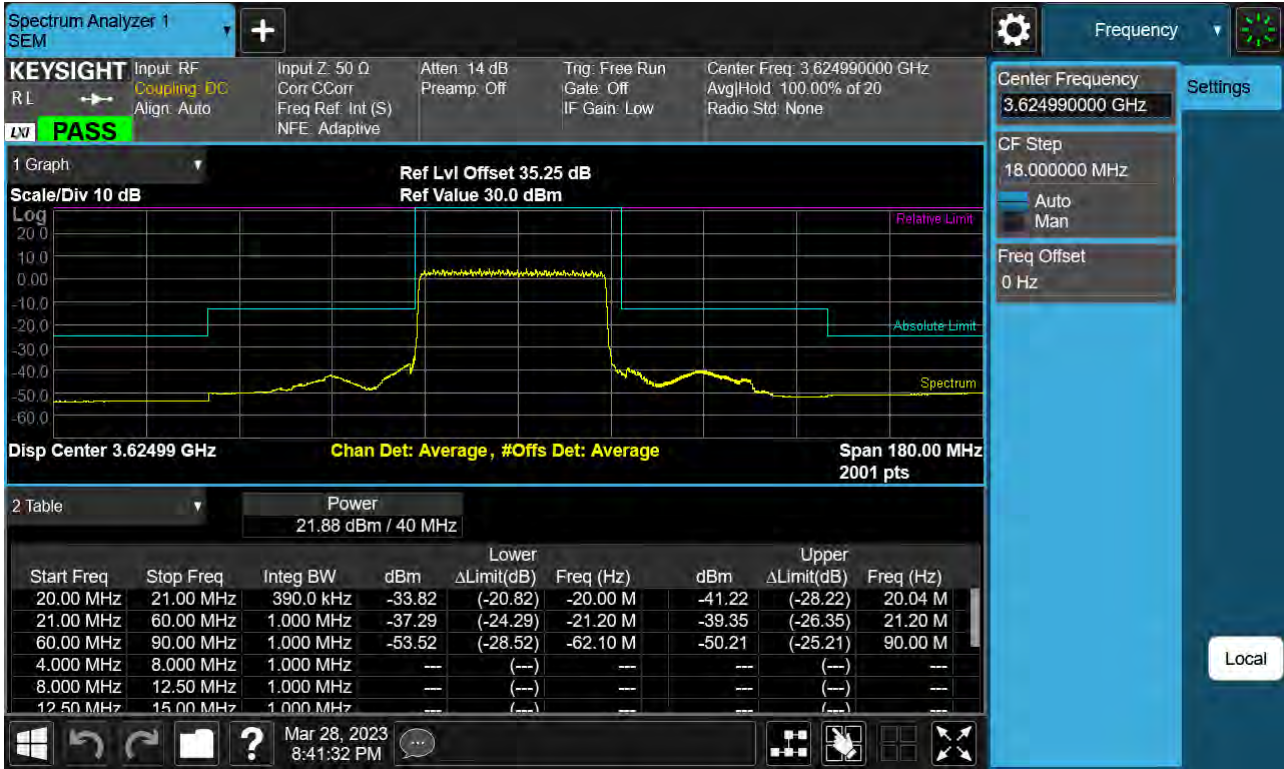 Spectrum Analyzer 1
SEM
Frequency
KEYSIGHT
R L
LXI
PASS
Input: RF
Coupling: DC
Align: Auto
Input Z: 50 Ω
Corr CCorr
Freq Ref: Int (S)
NFE: Adaptive
Atten: 14 dB
Preamp: Off
Trig: Free Run
Gate: Off
IF Gain: Low
Center Freq: 3.624990000 GHz
Avg|Hold: 100.00% of 20
Radio Std: None
Center Frequency
3.624990000 GHz
Settings
CF Step
18.000000 MHz
Auto
Man
Freq Offset
0 Hz
Local
1 Graph
Scale/Div 10 dB
Ref Lvl Offset 35.25 dB
Ref Value 30.0 dBm
Log
20.0
10.0
0.00
-10.0
-20.0
-30.0
-40.0
-50.0
-60.0
Relative Limit
Absolute Limit
Spectrum
Disp Center 3.62499 GHz
Chan Det: Average, #Offs Det: Average
Span 180.00 MHz
2001 pts
2 Table
Power
21.88 dBm / 40 MHz
Lower Upper
Start Freq Stop Freq Integ BW dBm ΔLimit(dB) Freq (Hz) dBm ΔLimit(dB) Freq (Hz)
20.00 MHz 21.00 MHz 390.0 kHz -33.82 (-20.82) -20.00 M -41.22 (-28.22) 20.04 M
21.00 MHz 60.00 MHz 1.000 MHz -37.29 (-24.29) -21.20 M -39.35 (-26.35) 21.20 M
60.00 MHz 90.00 MHz 1.000 MHz -53.52 (-28.52) -62.10 M -50.21 (-25.21) 90.00 M
4.000 MHz 8.000 MHz 1.000 MHz --- (---) --- --- (---) ---
8.000 MHz 12.50 MHz 1.000 MHz --- (---) --- --- (---) ---
12.50 MHz 15.00 MHz 1.000 MHz --- (---) --- --- (---) ---
?
Mar 28, 2023
8:41:32 PM